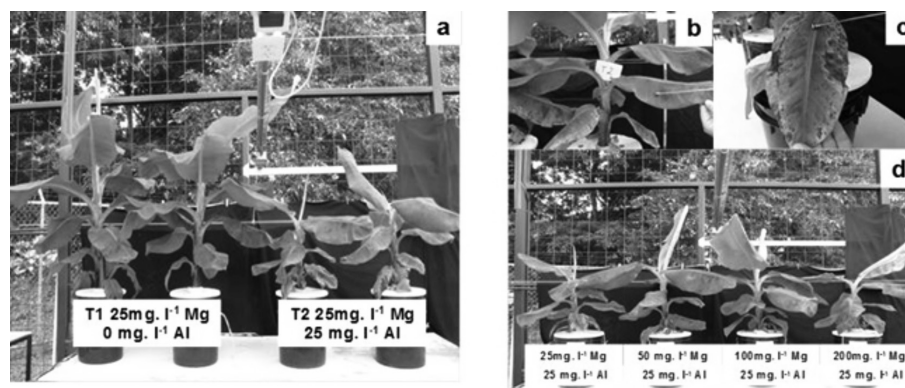 a
T1 25mg. l⁻¹ Mg
0 mg. l⁻¹ Al
T2 25mg. l⁻¹ Mg
25 mg. l⁻¹ Al
b
T2
c
d
25mg. l⁻¹ Mg
25 mg. l⁻¹ Al
50 mg. l⁻¹ Mg
25 mg. l⁻¹ Al
100mg. l⁻¹ Mg
25 mg. l⁻¹ Al
200mg. l⁻¹ Mg
25 mg. l⁻¹ Al